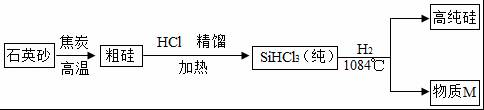 石英砂 焦炭 高温 粗硅 HCl 精馏 加热 SiHCl3（纯） H2 1084℃ 高纯硅
物质M